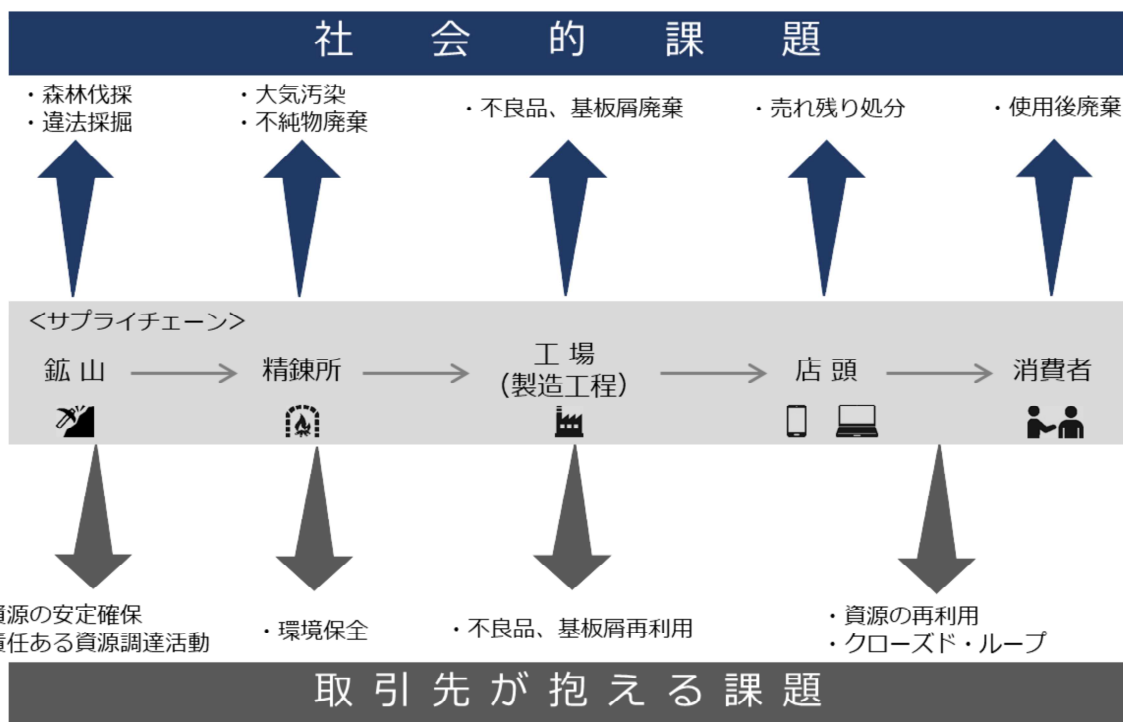 社会的課題
・森林伐採
・違法採掘
・大気汚染
・不純物廃棄
・不良品、基板屑廃棄
・売れ残り処分
・使用後廃棄
＜サプライチェーン＞
鉱山
精錬所
工場
（製造工程）
店頭
消費者
資源の安定確保
責任ある資源調達活動
・環境保全
・不良品、基板屑再利用
・資源の再利用
・クローズド・ループ
取引先が抱える課題